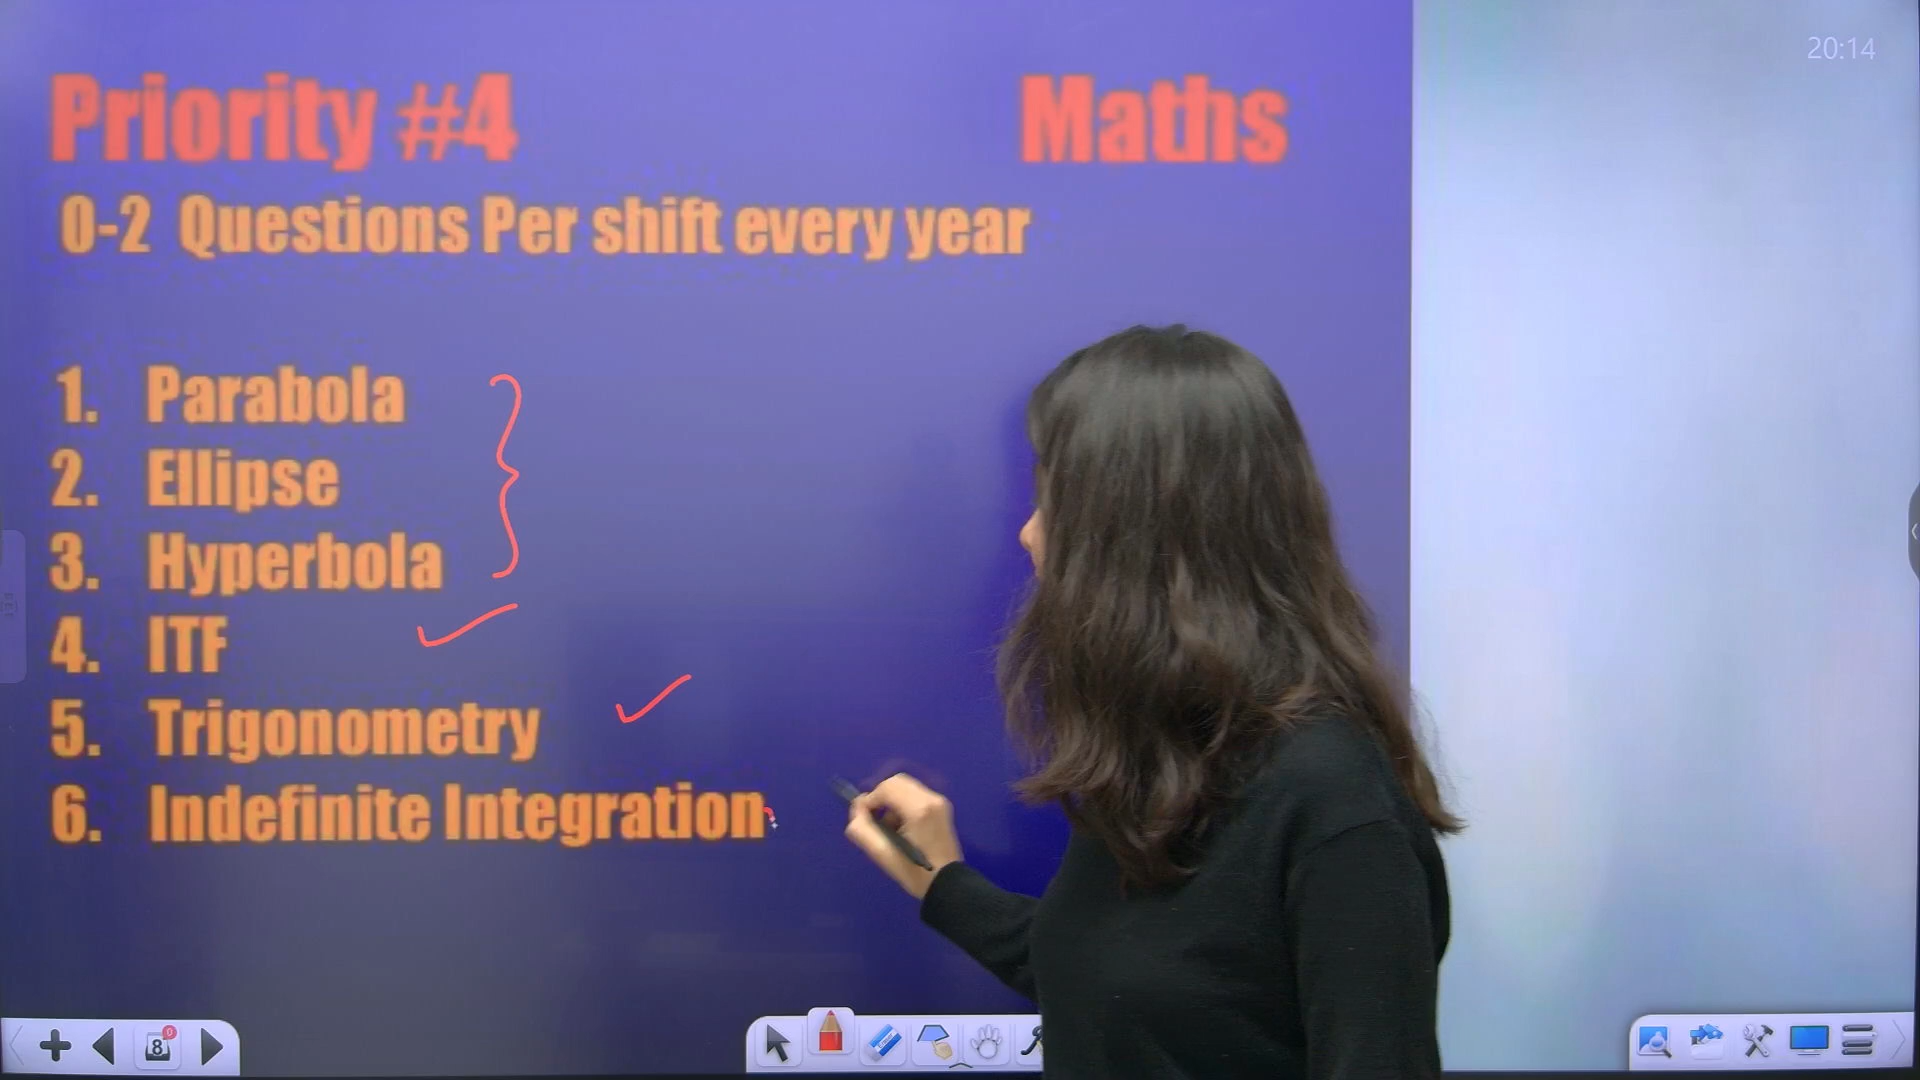 20:14
Priority #4 Maths
0-2 Questions Per shift every year
1. Parabola
2. Ellipse
3. Hyperbola
4. ITF
5. Trigonometry
6. Indefinite Integration
8 0